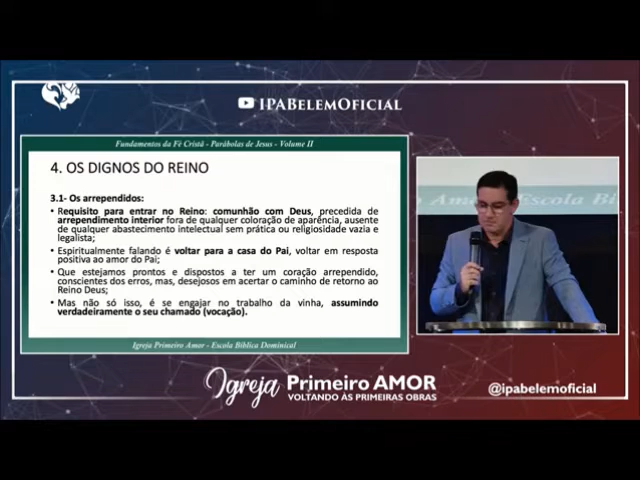 IPABELEMOFICIAL
Fundamentos da Fé Cristã - Parábolas de Jesus - Volume II
4. OS DIGNOS DO REINO
3.1- Os arrependidos:
• Requisito para entrar no Reino: comunhão com Deus, precedida de
arrependimento interior fora de qualquer coloração de aparência, ausente
de qualquer abastecimento intelectual sem prática ou religiosidade vazia e
legalista;
• Espiritualmente falando é voltar para a casa do Pai, voltar em resposta
positiva ao amor do Pai;
• Que estejamos prontos e dispostos a ter um coração arrependido,
conscientes dos erros, mas, desejosos em acertar o caminho de retorno ao
Reino Deus;
• Mas não só isso, é se engajar no trabalho da vinha, assumindo
verdadeiramente o seu chamado (vocação).
Igreja Primeiro Amor - Escola Bíblica Dominical
Amor - Escola Bíbl
Igreja Primeiro AMOR
VOLTANDO ÀS PRIMEIRAS OBRAS
@ipabelemoficial